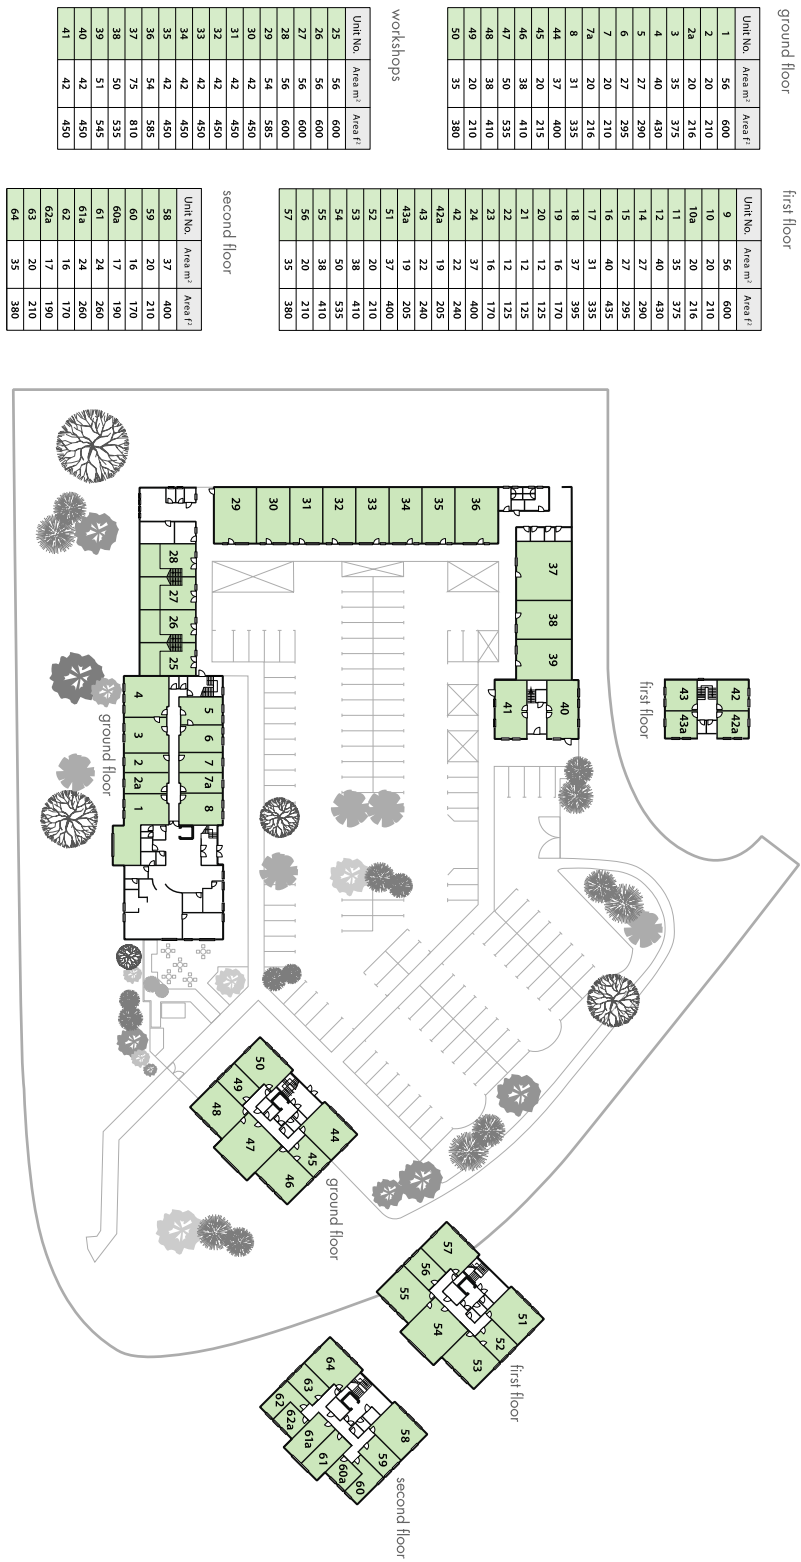 ground floor
Unit No. Area m² Area f²
1 56 600
2 20 210
2a 20 216
3 35 375
4 40 430
5 27 290
6 27 295
7 20 210
7a 20 216
8 31 335
44 37 400
45 20 215
46 38 410
47 50 535
48 38 410
49 20 210
50 35 380
workshops
Unit No. Area m² Area f²
25 56 600
26 56 600
27 56 600
28 56 600
29 54 585
30 42 450
31 42 450
32 42 450
33 42 450
34 42 450
35 42 450
36 54 585
37 75 810
38 50 535
39 51 545
40 42 450
41 42 450
first floor
Unit No. Area m² Area f²
9 56 600
10 20 210
10a 20 216
11 35 375
12 40 430
14 27 290
15 27 295
16 40 435
17 31 335
18 37 395
19 16 170
20 12 125
21 12 125
22 12 125
23 16 170
24 37 400
42 22 240
42a 19 205
43 22 240
43a 19 205
51 37 400
52 20 210
53 38 410
54 50 535
55 38 410
56 20 210
57 35 380
second floor
Unit No. Area m² Area f²
58 37 400
59 20 210
60 16 170
60a 17 190
61 24 260
61a 24 260
62 16 170
62a 17 190
63 20 210
64 35 380
42 42a
43 43a
first floor
37 38 39
40
41
36
35
34
33
32
31
30
29
28 27 26 25
5 6 7 7a 8
4 3 2 2a 1
ground floor
44
45
46
47
48
49
50
ground floor
51
52
53
54
55
56
57
first floor
58
59
60
60a
61
61a
62a
62
63
64
second floor